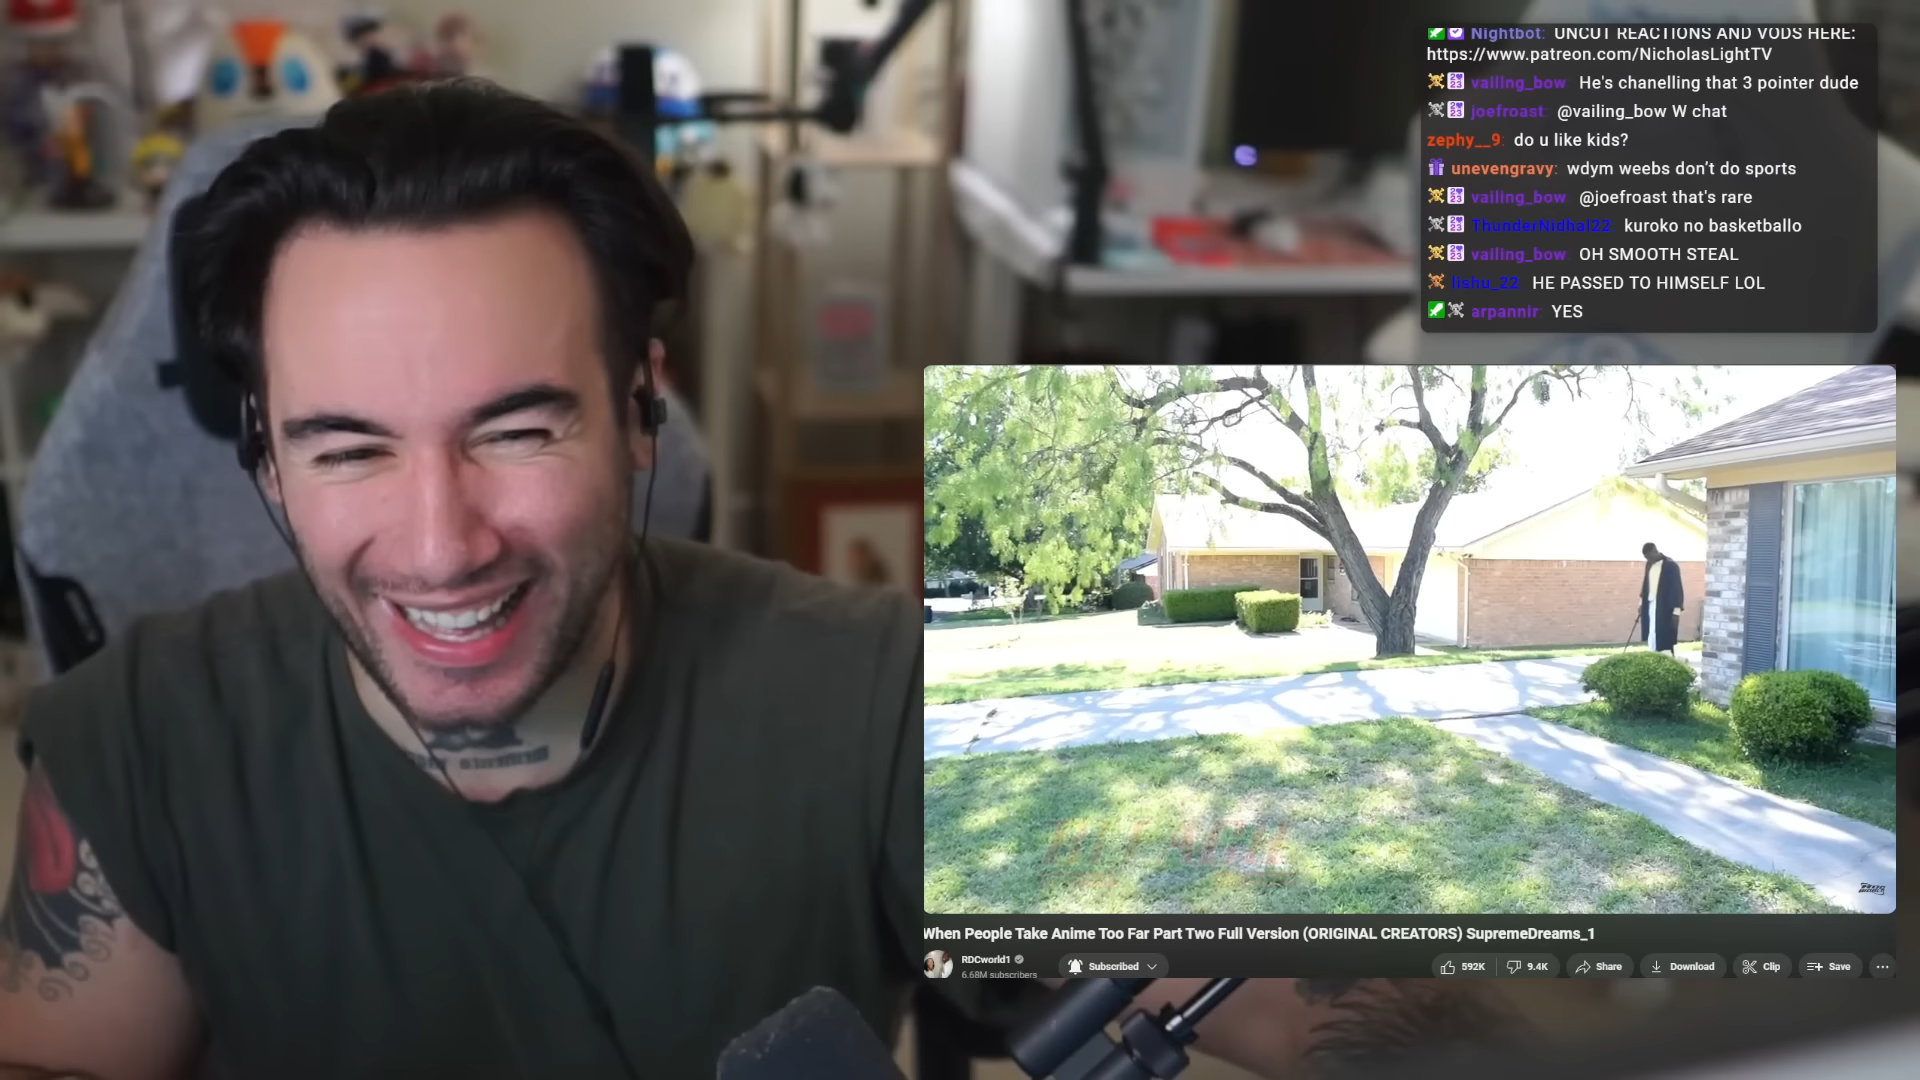 Nightbot: UNCUT REACTIONS AND VODS HERE:
https://www.patreon.com/NicholasLightTV
vailing_bow: He's chanelling that 3 pointer dude
joefroast: @vailing_bow W chat
zephy__9: do u like kids?
unevengravy: wdym weebs don't do sports
vailing_bow: @joefroast that's rare
ThunderNidhal22: kuroko no basketballo
vailing_bow: OH SMOOTH STEAL
lishu_22: HE PASSED TO HIMSELF LOL
arpannir: YES
BLEACH
When People Take Anime Too Far Part Two Full Version (ORIGINAL CREATORS) SupremeDreams_1
RDCworld1
6.68M subscribers
Subscribed
592K
9.4K
Share
Download
Clip
Save